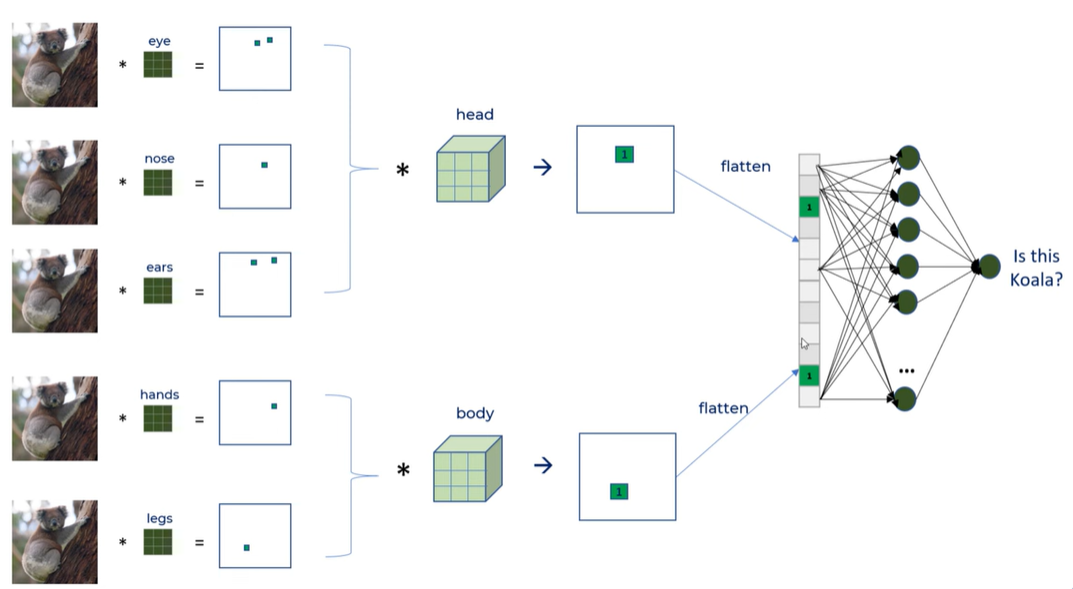 eye
*
=
nose
*
=
ears
*
=
head
*
→
1
flatten
1
1
...
Is this
Koala?
hands
*
=
legs
*
=
body
*
→
1
flatten